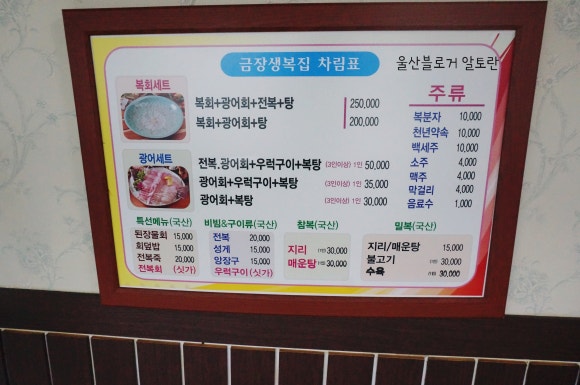 금장생복집 차림표
울산블로거 알토란
복회세트
복회+광어회+전복+탕 250,000
복회+광어회+탕 200,000
광어세트
전복.광어회+우럭구이+복탕 (3인이상) 1인 50,000
광어회+우럭구이+복탕 (3인이상) 1인 35,000
광어회+복탕 (3인이상) 1인 30,000
주류
복분자 10,000
천년약속 10,000
백세주 10,000
소주 4,000
맥주 4,000
막걸리 4,000
음료수 1,000
특선메뉴(국산)
된장물회 15,000
회덮밥 15,000
전복죽 20,000
전복회 (싯가)
비빔&구이류(국산)
전복 20,000
성게 15,000
앙장구 15,000
우럭구이 (싯가)
참복(국산)
지리 30,000
매운탕 30,000
밀복(국산)
지리/매운탕 15,000
불고기 30,000
수육 30,000